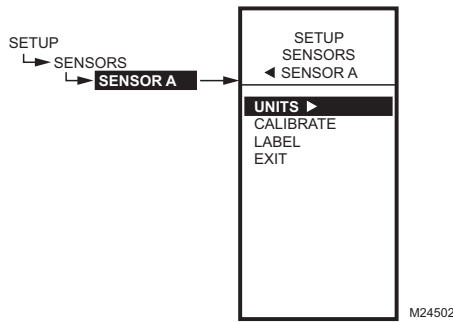 SETUP
SENSORS
SENSOR A
SETUP
SENSORS
◄ SENSOR A
UNITS ►
CALIBRATE
LABEL
EXIT
M24502